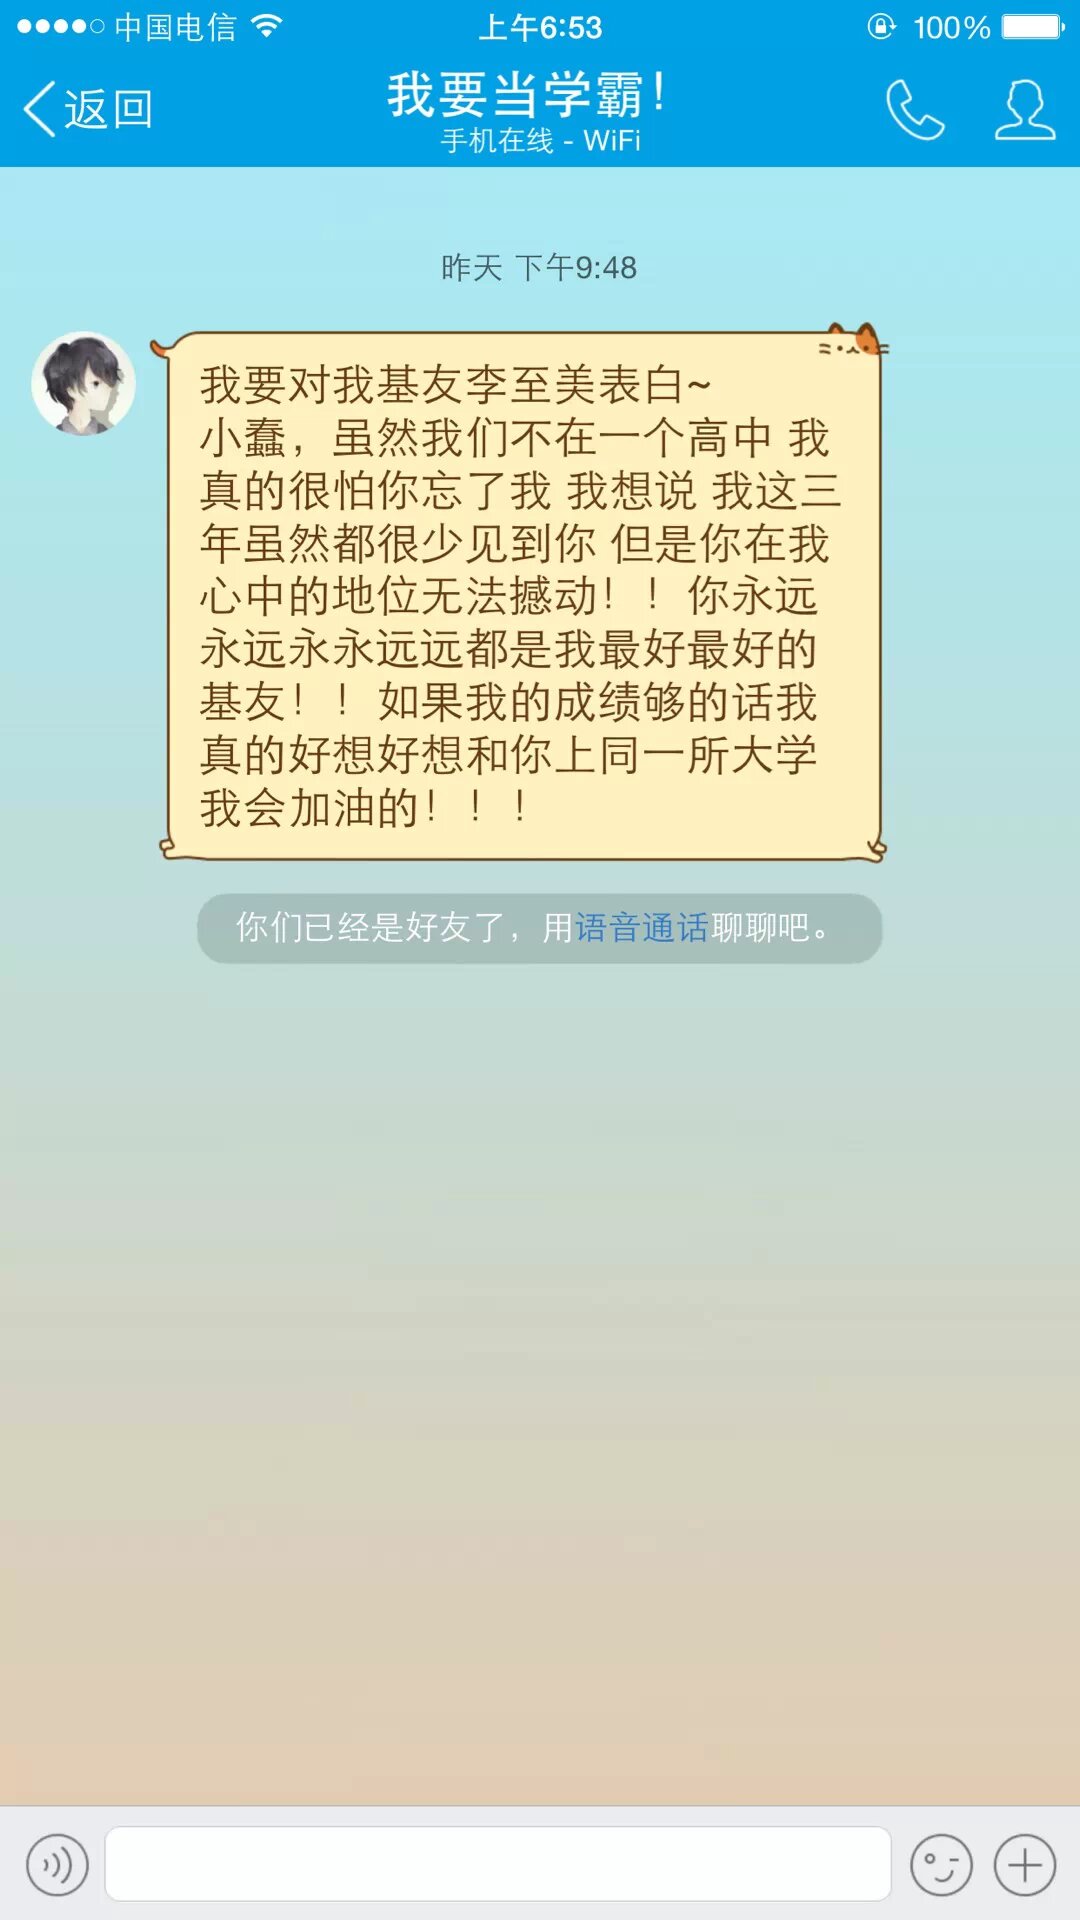 中国电信 上午6:53 100%
返回 我要当学霸！
手机在线 - WiFi
昨天 下午9:48
我要对我基友李至美表白~
小蠢，虽然我们不在一个高中 我
真的很怕你忘了我 我想说 我这三
年虽然都很少见到你 但是你在我
心中的地位无法撼动！！你永远
永远永永远远都是我最好最好的
基友！！如果我的成绩够的话我
真的好想好想和你上同一所大学
我会加油的！！！
你们已经是好友了，用语音通话聊聊吧。